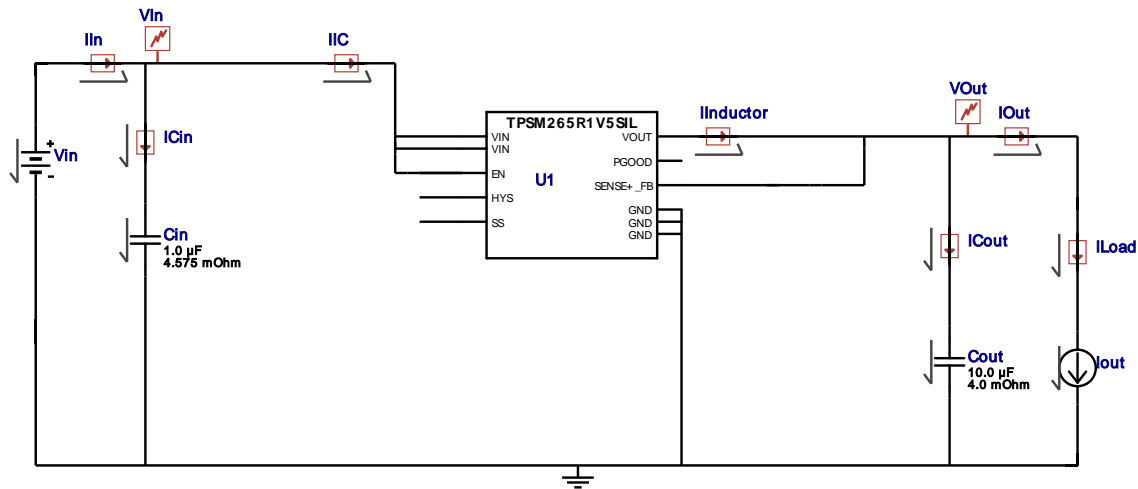 VIn
IIn
IIC
ICin
Vin
+
-
Cin
1.0 µF
4.575 mOhm
TPSM265R1V5SIL
VIN
VIN
EN
HYS
SS
U1
VOUT
PGOOD
SENSE+ _FB
GND
GND
GND
IInductor
VOut
IOut
ICout
ILoad
Cout
10.0 µF
4.0 mOhm
Iout